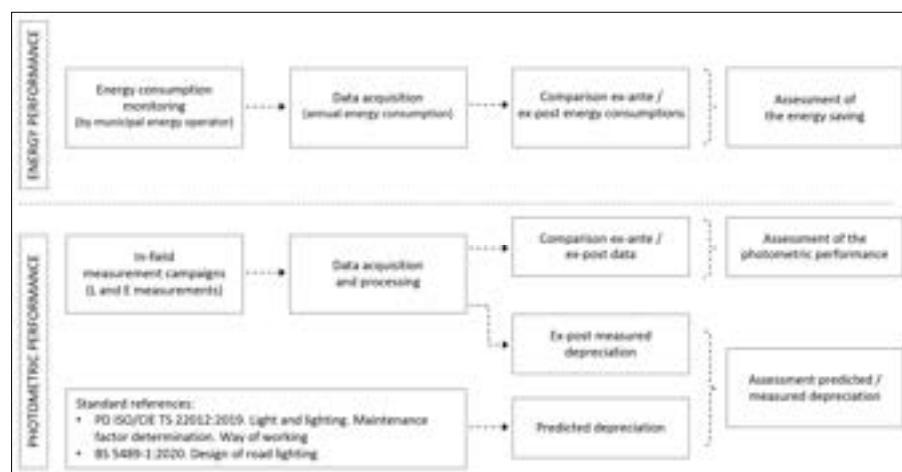 ENERGY PERFORMANCE
Energy consumption
monitoring
(by municipal energy operator)
Data acquisition
(annual energy consumption)
Comparison ex-ante /
ex-post energy consumptions
Assessment of
the energy saving
PHOTOMETRIC PERFORMANCE
In-field
measurement campaigns
(L and E measurements)
Data acquisition
and processing
Comparison ex-ante /
ex-post data
Assessment of the
photometric performance
Ex-post measured
depreciation
Assessment predicted /
measured depreciation
Standard references:
• PD ISO/CIE TS 22012:2019. Light and lighting. Maintenance
factor determination. Way of working
• BS 5489-1:2020. Design of road lighting
Predicted depreciation